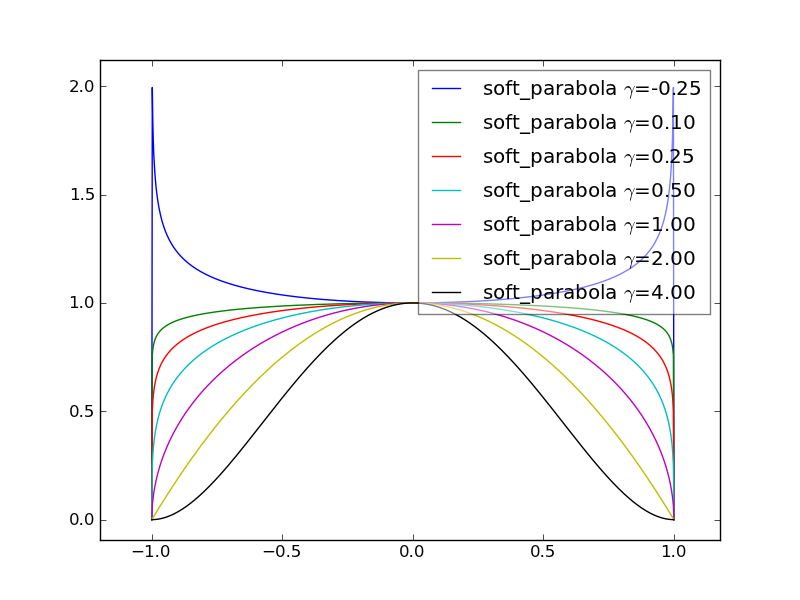 2.0
1.5
1.0
0.5
0.0
−1.0 −0.5 0.0 0.5 1.0
soft_parabola γ=-0.25
soft_parabola γ=0.10
soft_parabola γ=0.25
soft_parabola γ=0.50
soft_parabola γ=1.00
soft_parabola γ=2.00
soft_parabola γ=4.00